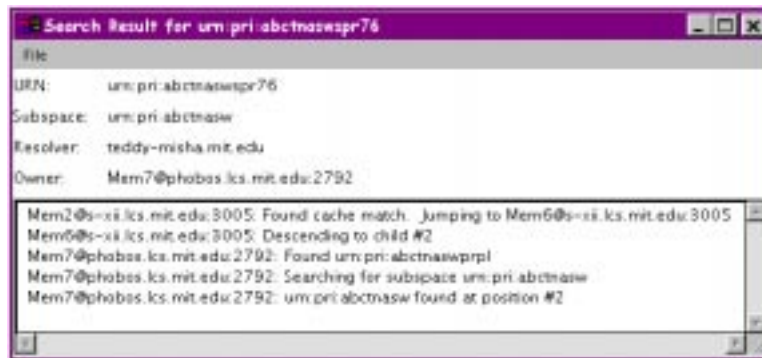 Search Result for urn:pri:abctnaswspr76
File
URN: urn:pri:abctnaswspr76
Subspace: urn:pri:abctnasw
Resolver: teddy-misha.mit.edu
Owner: Mem7@phobos.lcs.mit.edu:2792
Mem2@s-xii.lcs.mit.edu:3005: Found cache match. Jumping to Mem6@s-xii.lcs.mit.edu:3005
Mem6@s-xii.lcs.mit.edu:3005: Descending to child #2
Mem7@phobos.lcs.mit.edu:2792: Found urn:pri:abctnaswprpl
Mem7@phobos.lcs.mit.edu:2792: Searching for subspace urn:pri:abctnasw
Mem7@phobos.lcs.mit.edu:2792: urn:pri:abctnasw found at position #2